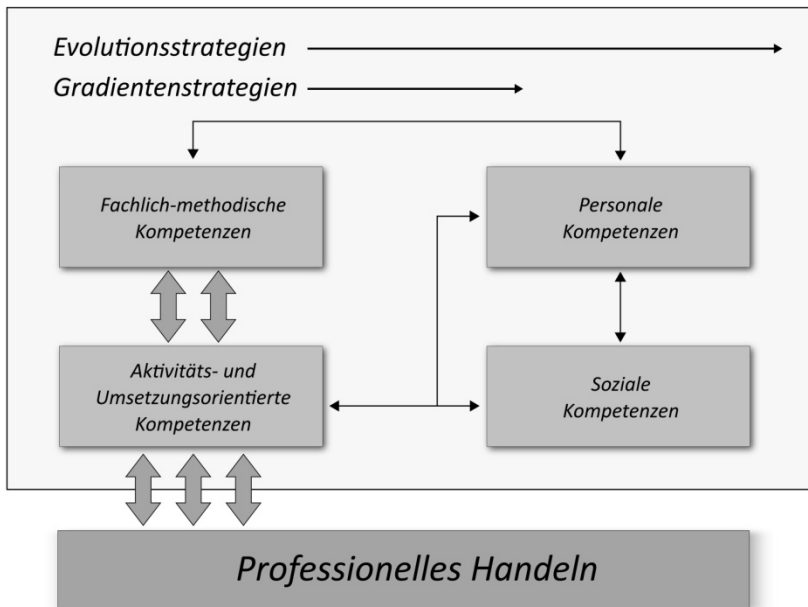 Evolutionsstrategien
Gradientenstrategien
Fachlich-methodische
Kompetenzen
Personale
Kompetenzen
Aktivitäts- und
Umsetzungsorientierte
Kompetenzen
Soziale
Kompetenzen
Professionelles Handeln